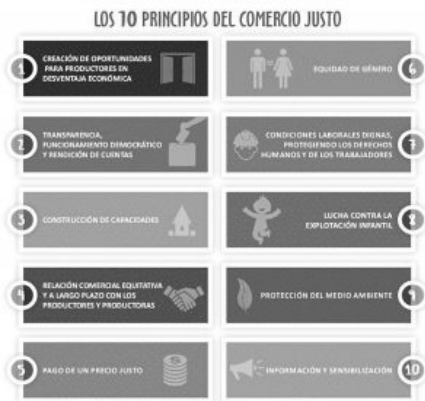 LOS 10 PRINCIPIOS DEL COMERCIO JUSTO
1
CREACIÓN DE OPORTUNIDADES
PARA PRODUCTORES EN
DESVENTAJA ECONÓMICA
2
TRANSPARENCIA,
FUNCIONAMIENTO DEMOCRÁTICO
Y RENDICIÓN DE CUENTAS
3
CONSTRUCCIÓN DE CAPACIDADES
4
RELACIÓN COMERCIAL EQUITATIVA
Y A LARGO PLAZO CON LOS
PRODUCTORES Y PRODUCTORAS
5
PAGO DE UN PRECIO JUSTO
EQUIDAD DE GÉNERO
6
CONDICIONES LABORALES DIGNAS,
PROTEGIENDO LOS DERECHOS
HUMANOS Y DE LOS TRABAJADORES
7
LUCHA CONTRA LA
EXPLOTACIÓN INFANTIL
8
PROTECCIÓN DEL MEDIO AMBIENTE
9
INFORMACIÓN Y SENSIBILIZACIÓN
10